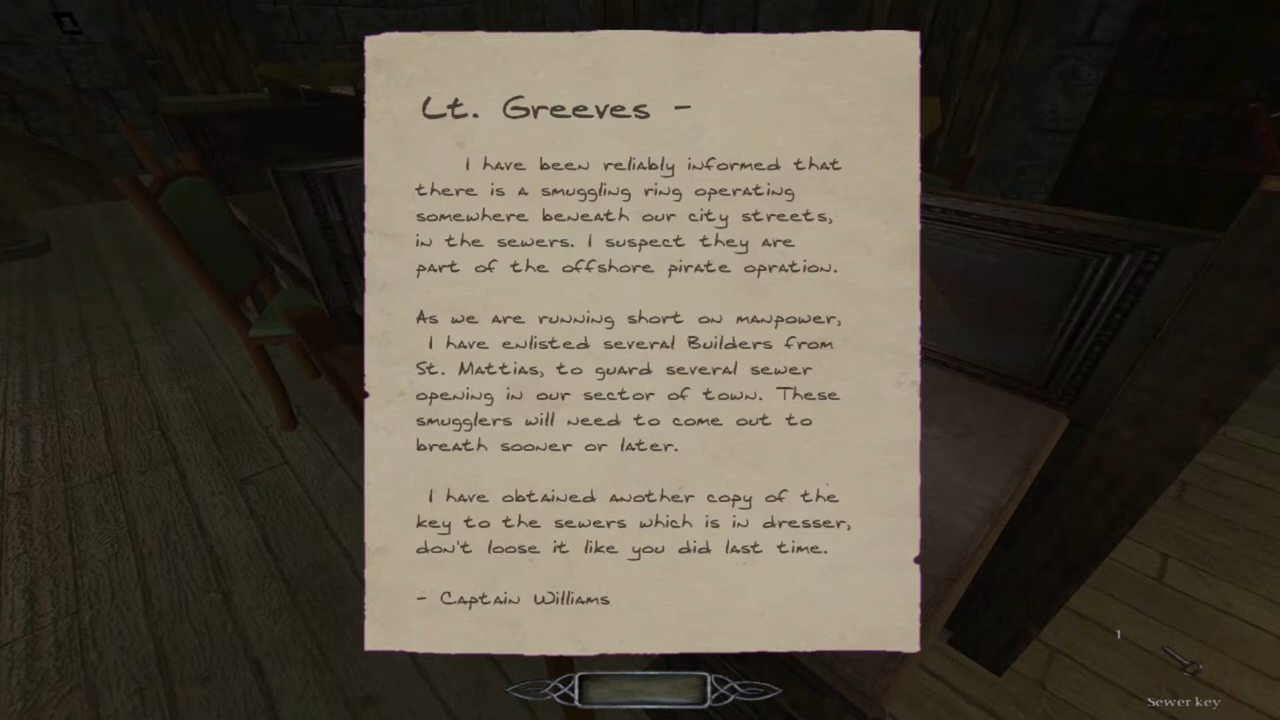 Lt. Greeves -
I have been reliably informed that
there is a smuggling ring operating
somewhere beneath our city streets,
in the sewers. I suspect they are
part of the offshore pirate opration.
As we are running short on manpower,
I have enlisted several Builders from
St. Mattias, to guard several sewer
opening in our sector of town. These
smugglers will need to come out to
breath sooner or later.
I have obtained another copy of the
key to the sewers which is in dresser,
don't loose it like you did last time.
- Captain Williams
1
Sewer key